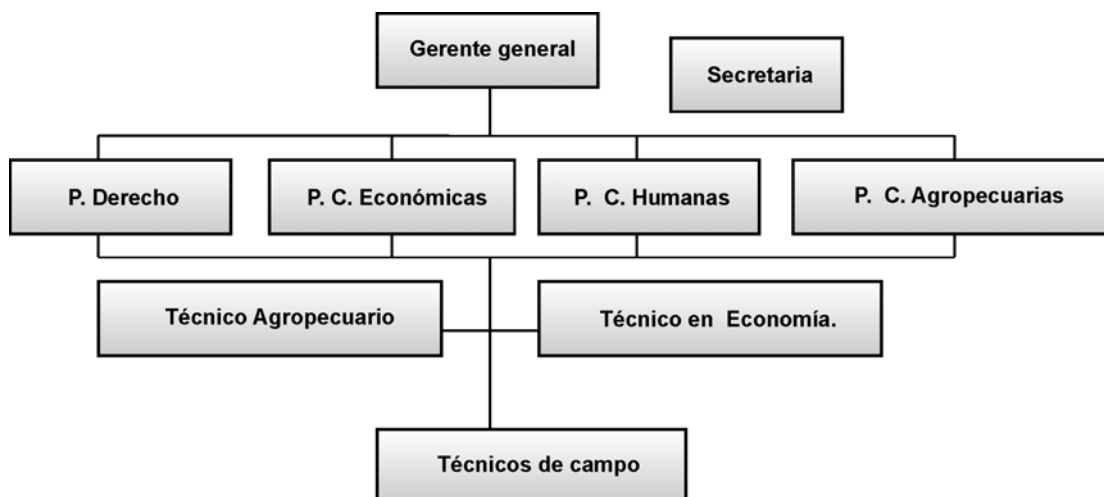 Gerente general
Secretaria
P. Derecho
P. C. Económicas
P. C. Humanas
P. C. Agropecuarias
Técnico Agropecuario
Técnico en Economía.
Técnicos de campo